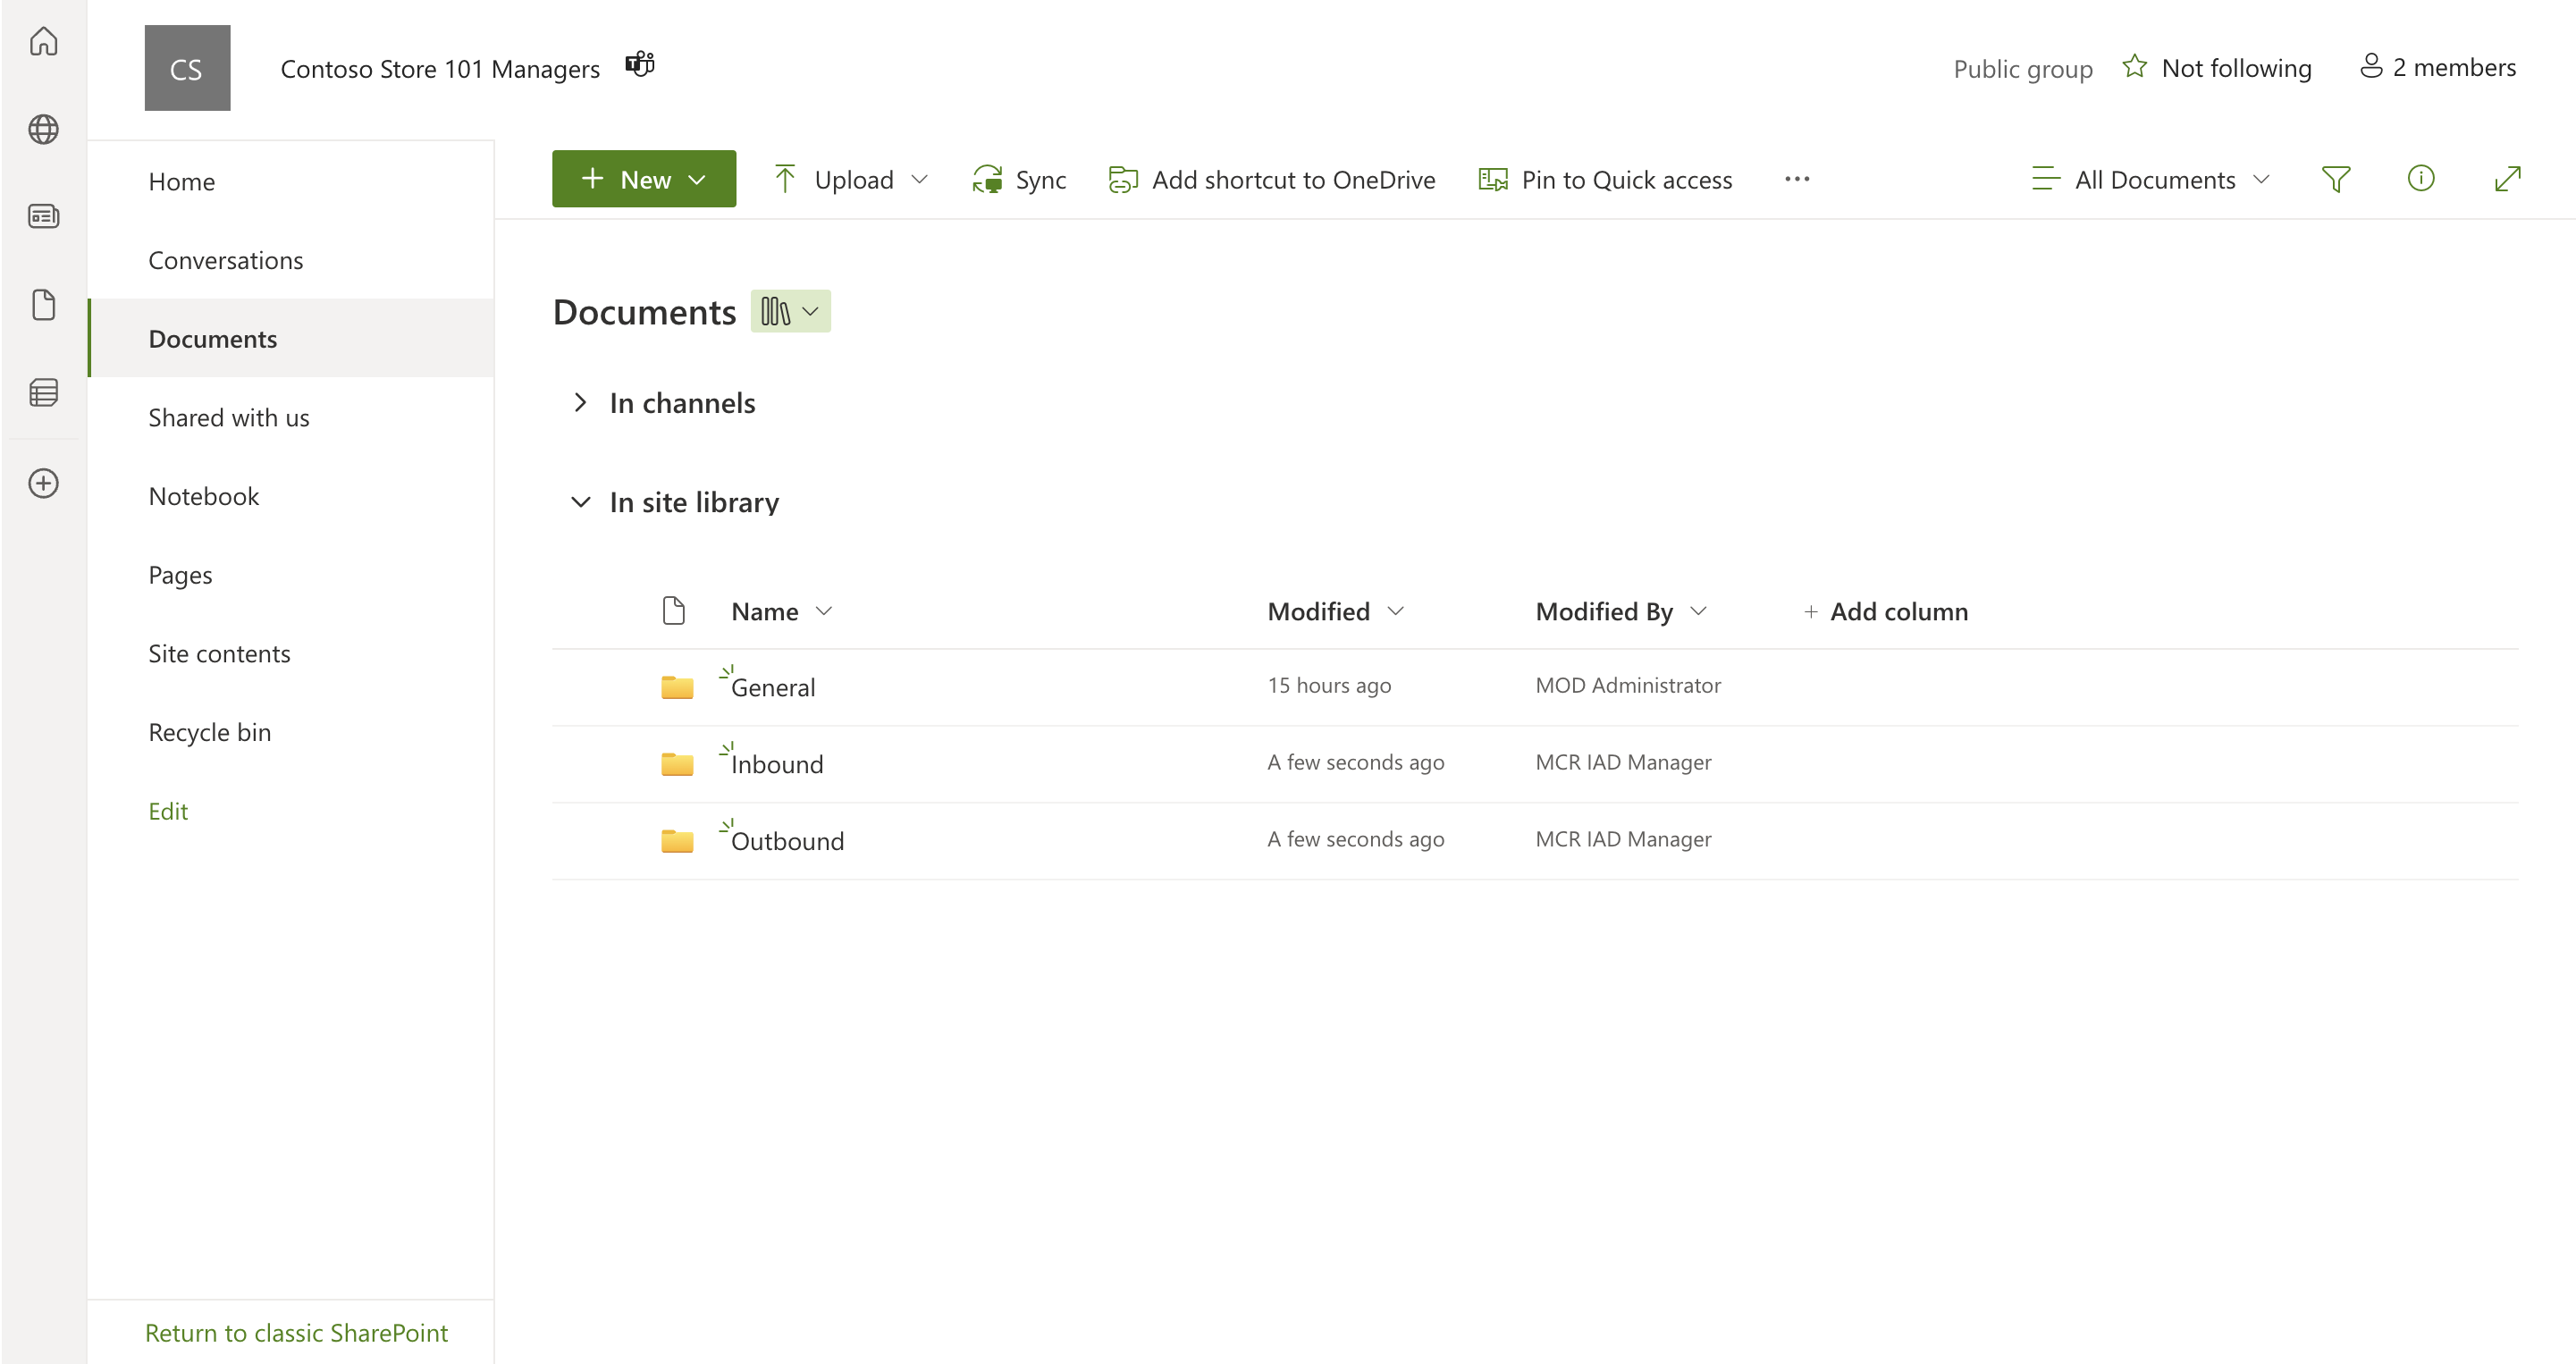 CS
Contoso Store 101 Managers
Public group
Not following
2 members
Home
Conversations
Documents
Shared with us
Notebook
Pages
Site contents
Recycle bin
Edit
Return to classic SharePoint
+ New
Upload
Sync
Add shortcut to OneDrive
Pin to Quick access
...
All Documents
Documents
In channels
In site library
Name Modified Modified By + Add column
General 15 hours ago MOD Administrator
Inbound A few seconds ago MCR IAD Manager
Outbound A few seconds ago MCR IAD Manager